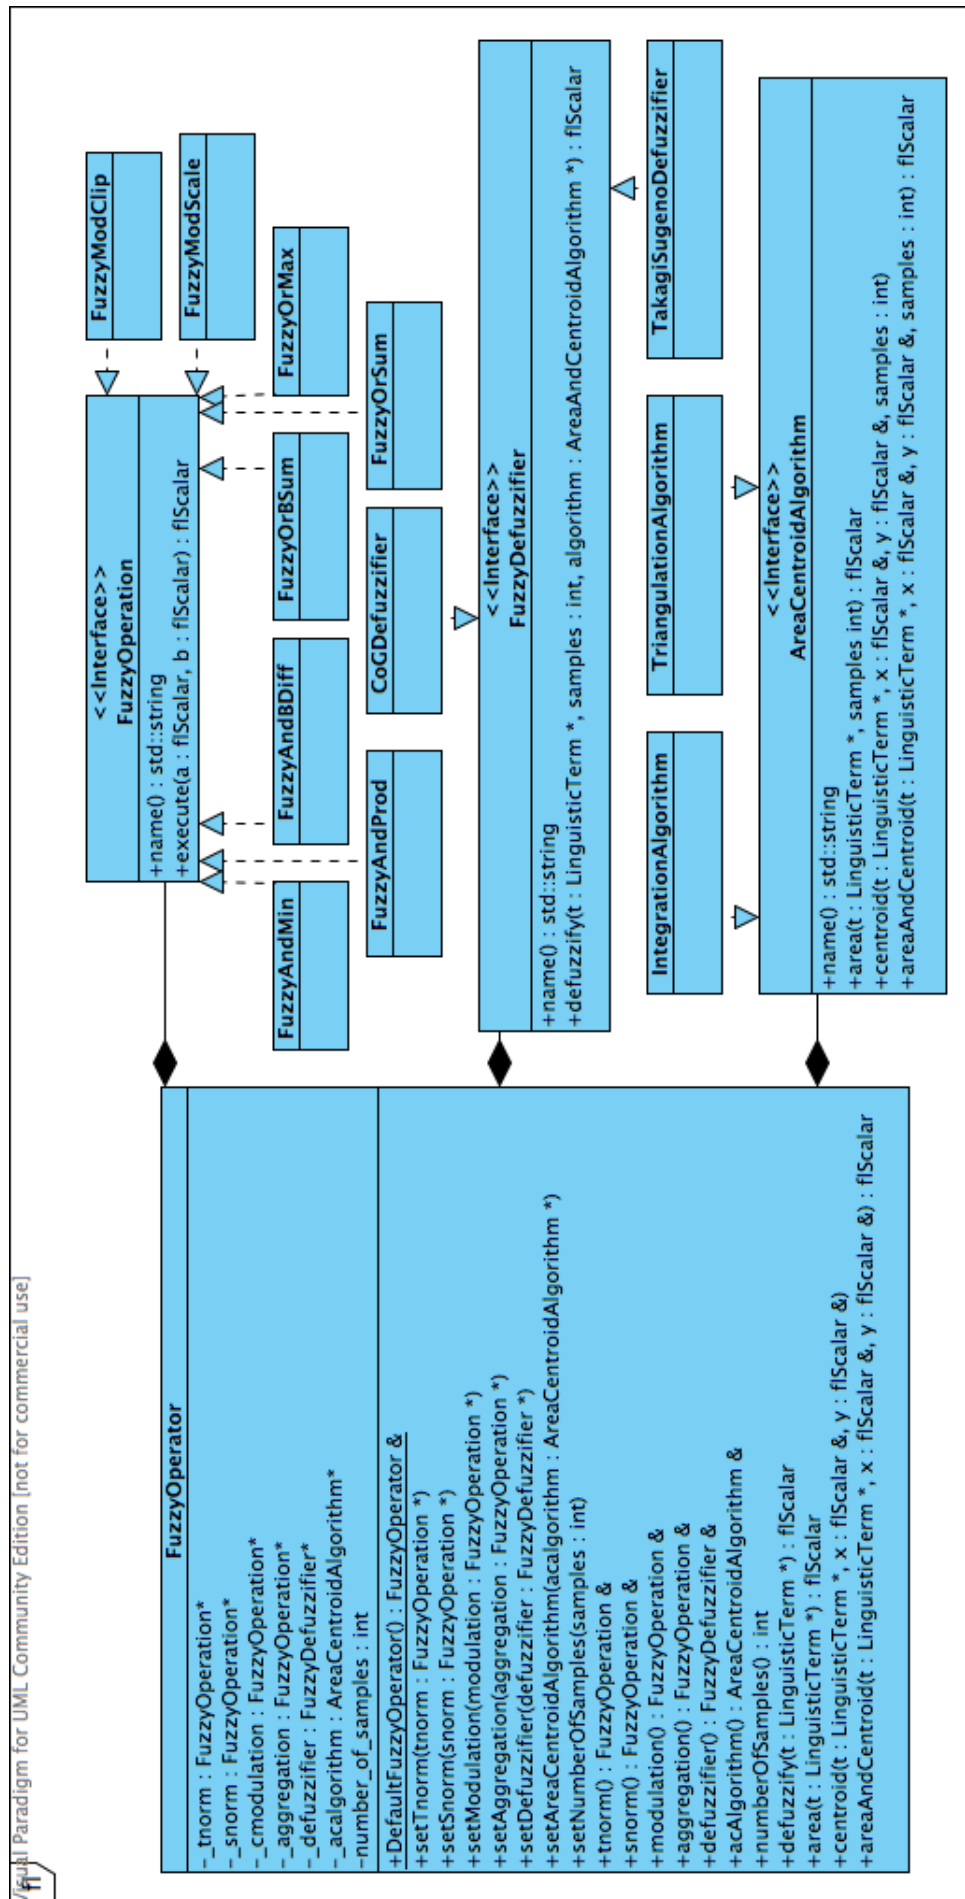 Visual Paradigm for UML Community Edition [not for commercial use]
fl
FuzzyOperator
-_tnorm : FuzzyOperation*
-_snorm : FuzzyOperation*
-_cmodulation : FuzzyOperation*
-_aggregation : FuzzyOperation*
-_defuzzifier : FuzzyDefuzzifier*
-_acalgorithm : AreaCentroidAlgorithm*
-number_of_samples : int
+DefaultFuzzyOperator() : FuzzyOperator &
+setTnorm(tnorm : FuzzyOperation *)
+setSnorm(snorm : FuzzyOperation *)
+setModulation(modulation : FuzzyOperation *)
+setAggregation(aggregation : FuzzyOperation *)
+setDefuzzifier(defuzzifier : FuzzyDefuzzifier *)
+setAreaCentroidAlgorithm(acalgorithm : AreaCentroidAlgorithm *)
+setNumberOfSamples(samples : int)
+tnorm() : FuzzyOperation &
+snorm() : FuzzyOperation &
+modulation() : FuzzyOperation &
+aggregation() : FuzzyOperation &
+defuzzifier() : FuzzyDefuzzifier &
+acAlgorithm() : AreaCentroidAlgorithm &
+numberOfSamples() : int
+defuzzify(t : LinguisticTerm *) : flScalar
+area(t : LinguisticTerm *) : flScalar
+centroid(t : LinguisticTerm *, x : flScalar &, y : flScalar &)
+areaAndCentroid(t : LinguisticTerm *, x : flScalar &, y : flScalar &) : flScalar
<<Interface>>
FuzzyOperation
+name() : std::string
+execute(a : flScalar, b : flScalar) : flScalar
FuzzyModClip
FuzzyModScale
FuzzyAndMin
FuzzyAndBDiff
FuzzyOrBSum
FuzzyOrMax
FuzzyAndProd
CoGDefuzzifier
FuzzyOrSum
<<Interface>>
FuzzyDefuzzifier
+name() : std::string
+defuzzify(t : LinguisticTerm *, samples : int, algorithm : AreaAndCentroidAlgorithm *) : flScalar
IntegrationAlgorithm
TriangulationAlgorithm
TakagiSugenoDefuzzifier
<<Interface>>
AreaCentroidAlgorithm
+name() : std::string
+area(t : LinguisticTerm *, samples int) : flScalar
+centroid(t : LinguisticTerm *, x : flScalar &, y : flScalar &, samples : int)
+areaAndCentroid(t : LinguisticTerm *, x : flScalar &, y : flScalar &, samples : int) : flScalar